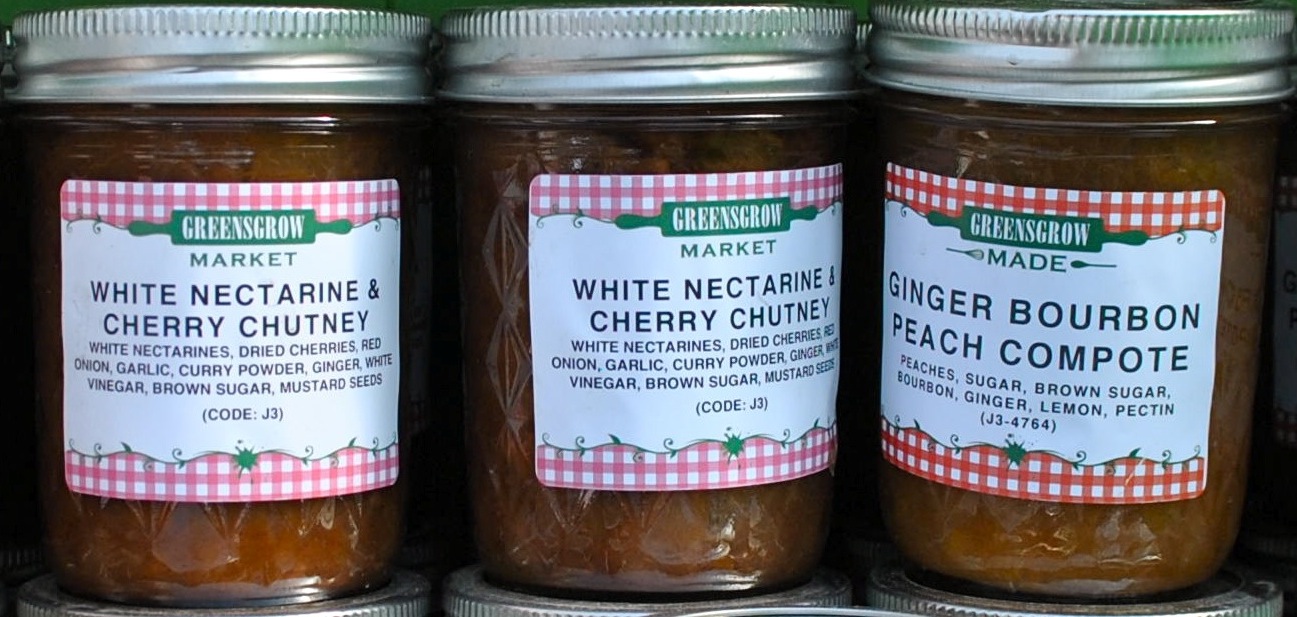 GREENSGROW
MARKET
WHITE NECTARINE &
CHERRY CHUTNEY
WHITE NECTARINES, DRIED CHERRIES, RED
ONION, GARLIC, CURRY POWDER, GINGER, WHITE
VINEGAR, BROWN SUGAR, MUSTARD SEEDS
(CODE: J3)
GREENSGROW
MARKET
WHITE NECTARINE &
CHERRY CHUTNEY
WHITE NECTARINES, DRIED CHERRIES, RED
ONION, GARLIC, CURRY POWDER, GINGER, WHITE
VINEGAR, BROWN SUGAR, MUSTARD SEEDS
(CODE: J3)
GREENSGROW
MADE
GINGER BOURBON
PEACH COMPOTE
PEACHES, SUGAR, BROWN SUGAR,
BOURBON, GINGER, LEMON, PECTIN
(J3-4764)